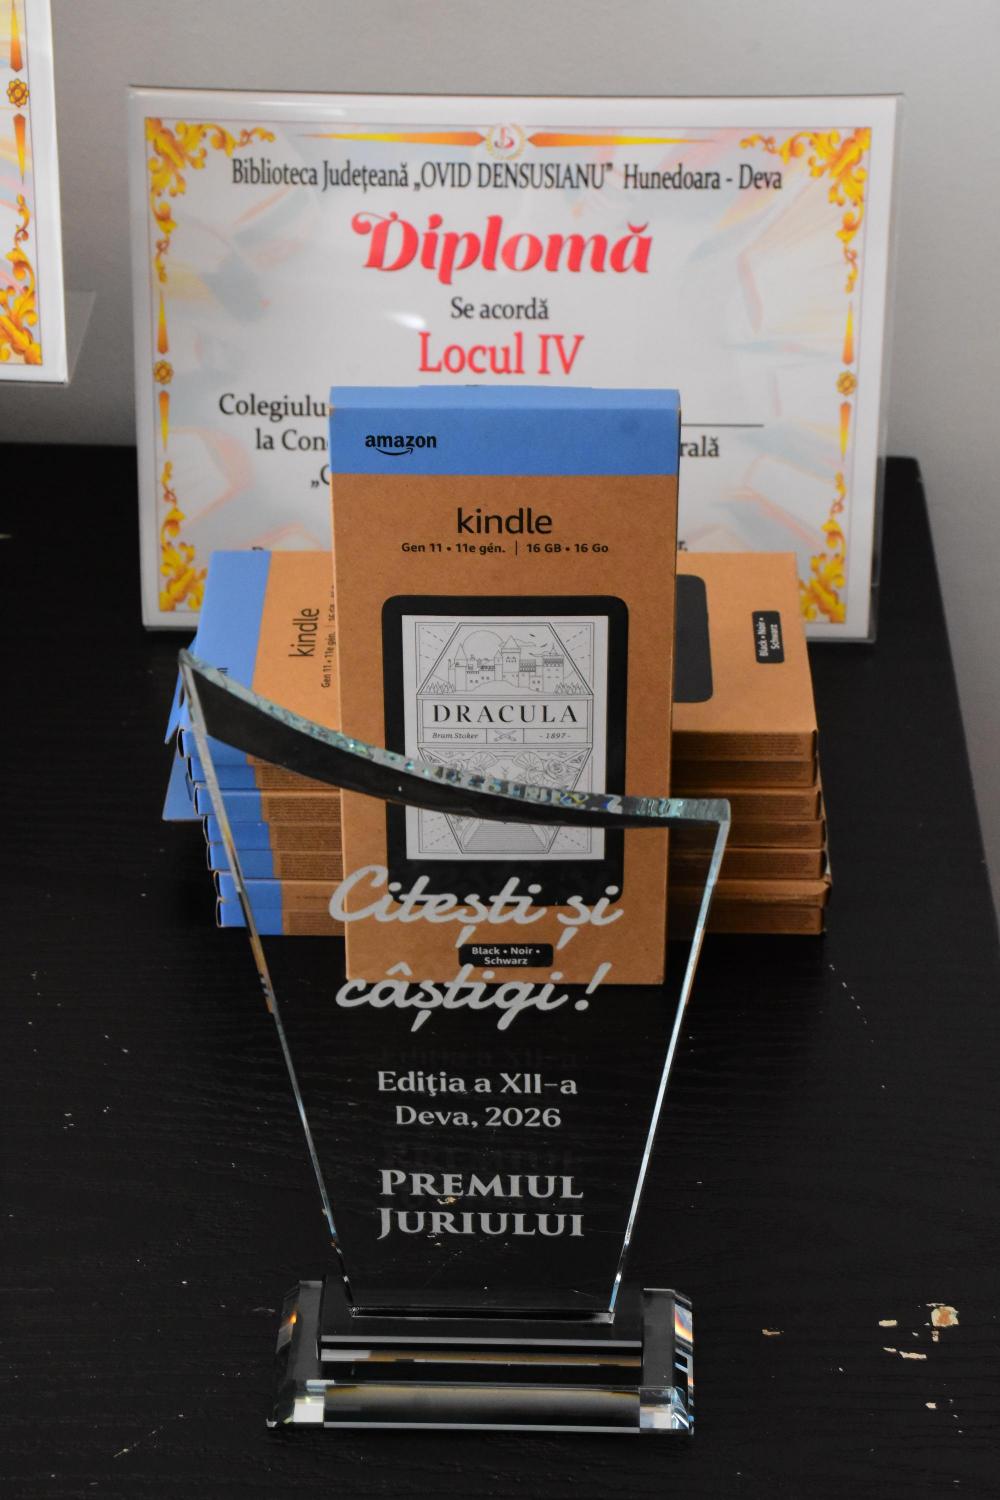 Biblioteca Județeană „OVID DENSUSIANU” Hunedoara - Deva
Diplomă
Se acordă
Locul IV
Colegiulu
la Con
rală
„C
amazon
kindle
Gen 11 • 11e gén. | 16 GB • 16 Go
kindle
Gen 11 • 11e gén.
Black • Noir •
Schwarz
DRACULA
Bram Stoker - 1897 -
Citești și
câștigi!
Black • Noir •
Schwarz
Ediţia a XII-a
Deva, 2026
PREMIUL
JURIULUI